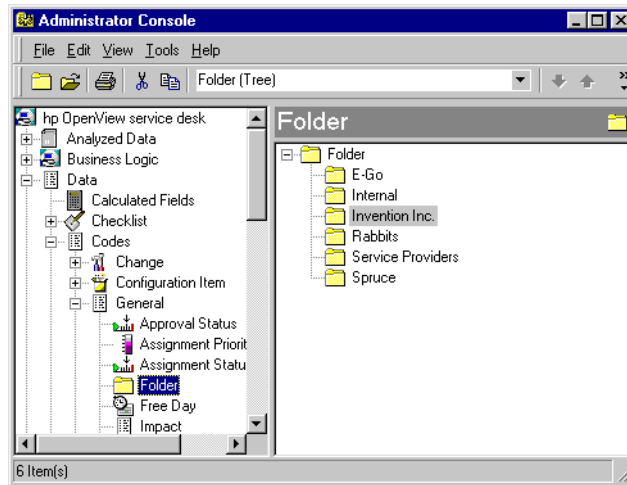 Administrator Console
File Edit View Tools Help
Folder (Tree)
hp OpenView service desk
Analyzed Data
Business Logic
Data
Calculated Fields
Checklist
Codes
Change
Configuration Item
General
Approval Status
Assignment Priorit
Assignment Statu
Folder
Free Day
Impact
Folder
Folder
E-Go
Internal
Invention Inc.
Rabbits
Service Providers
Spruce
6 Item(s)